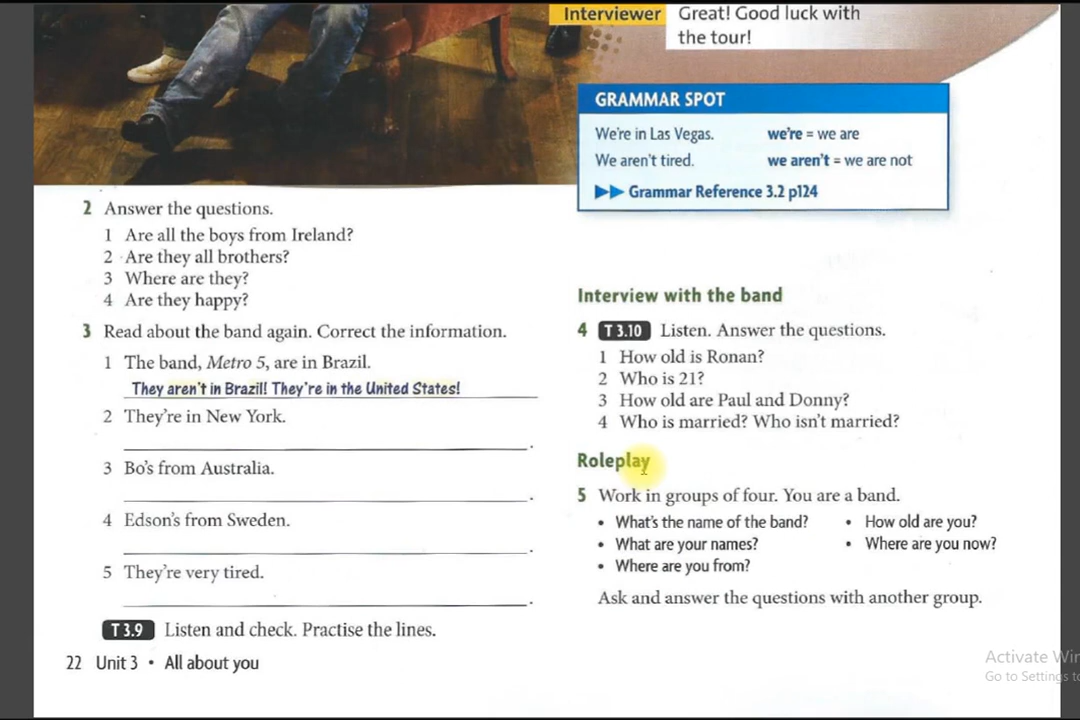 Interviewer
Great! Good luck with
the tour!
GRAMMAR SPOT
We're in Las Vegas. we're = we are
We aren't tired. we aren't = we are not
▶▶ Grammar Reference 3.2 p124
2 Answer the questions.
1 Are all the boys from Ireland?
2 Are they all brothers?
3 Where are they?
4 Are they happy?
3 Read about the band again. Correct the information.
1 The band, Metro 5, are in Brazil.
They aren't in Brazil! They're in the United States!
2 They're in New York.
3 Bo's from Australia.
4 Edson's from Sweden.
5 They're very tired.
T 3.9 Listen and check. Practise the lines.
22 Unit 3 • All about you
Interview with the band
4 T 3.10 Listen. Answer the questions.
1 How old is Ronan?
2 Who is 21?
3 How old are Paul and Donny?
4 Who is married? Who isn't married?
Roleplay
5 Work in groups of four. You are a band.
• What's the name of the band? • How old are you?
• What are your names? • Where are you now?
• Where are you from?
Ask and answer the questions with another group.
Activate Win
Go to Settings to